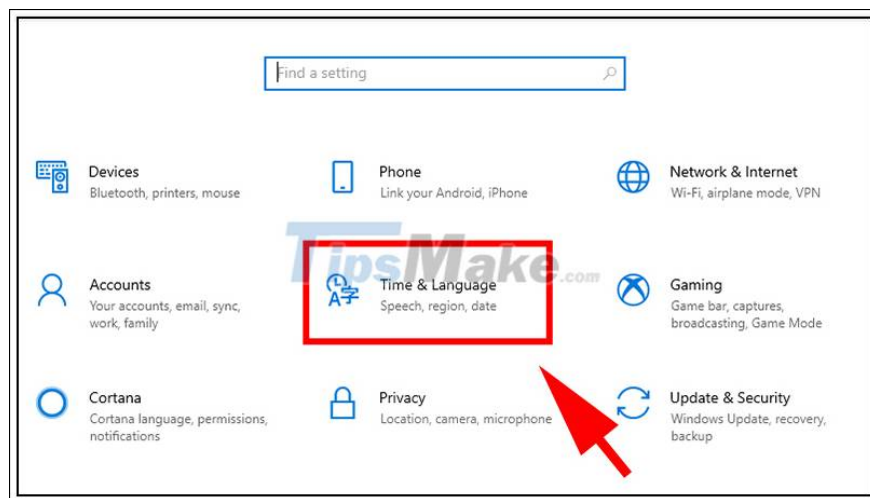 Find a setting
Devices
Bluetooth, printers, mouse
Phone
Link your Android, iPhone
Network & Internet
Wi-Fi, airplane mode, VPN
TipsMake.com
Accounts
Your accounts, email, sync,
work, family
Time & Language
Speech, region, date
Gaming
Game bar, captures,
broadcasting, Game Mode
Cortana
Cortana language, permissions,
notifications
Privacy
Location, camera, microphone
Update & Security
Windows Update, recovery,
backup